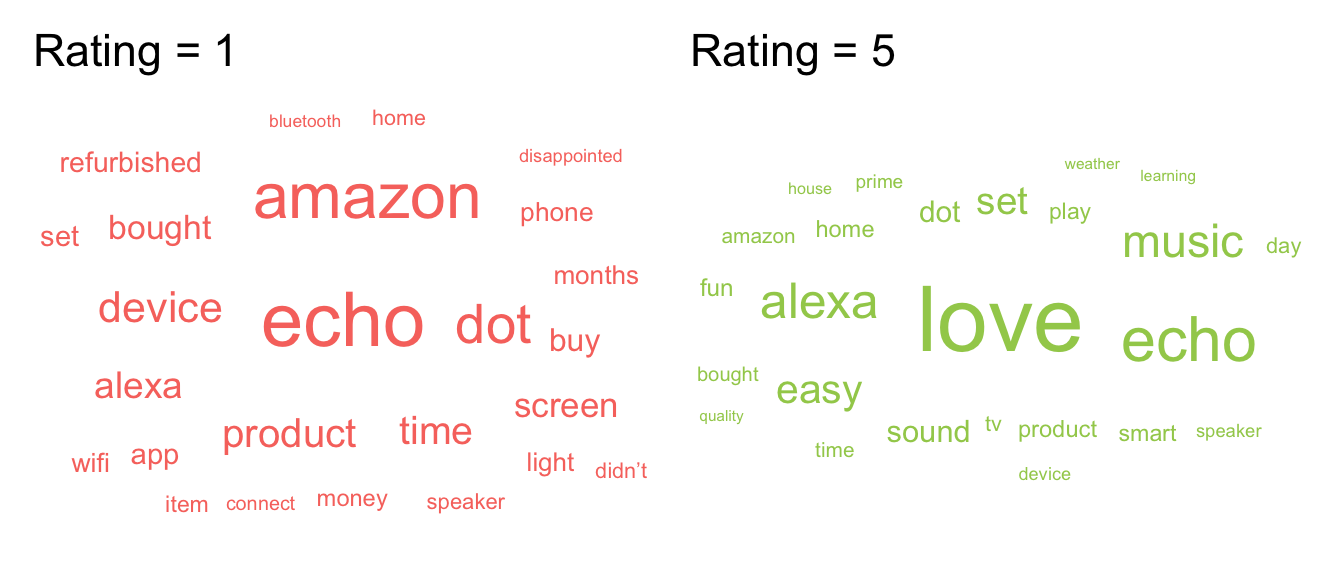 Rating = 1
bluetooth
home
refurbished
disappointed
amazon
phone
set
bought
months
device
echo
dot
buy
alexa
screen
product
time
wifi
app
light
didn’t
item
connect
money
speaker
Rating = 5
weather
learning
house
prime
dot
set
play
amazon
home
music
day
fun
alexa
love
echo
bought
easy
quality
sound
tv
product
smart
speaker
time
device